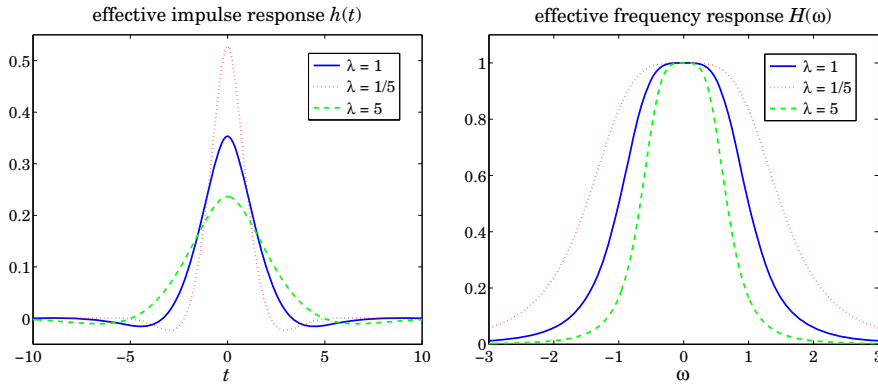 effective impulse response h(t)
0.5
0.4
0.3
0.2
0.1
0
−10
−5
0
5
10
t
λ = 1
λ = 1/5
λ = 5
effective frequency response H(ω)
1
0.8
0.6
0.4
0.2
0
−3
−2
−1
0
1
2
3
ω
λ = 1
λ = 1/5
λ = 5